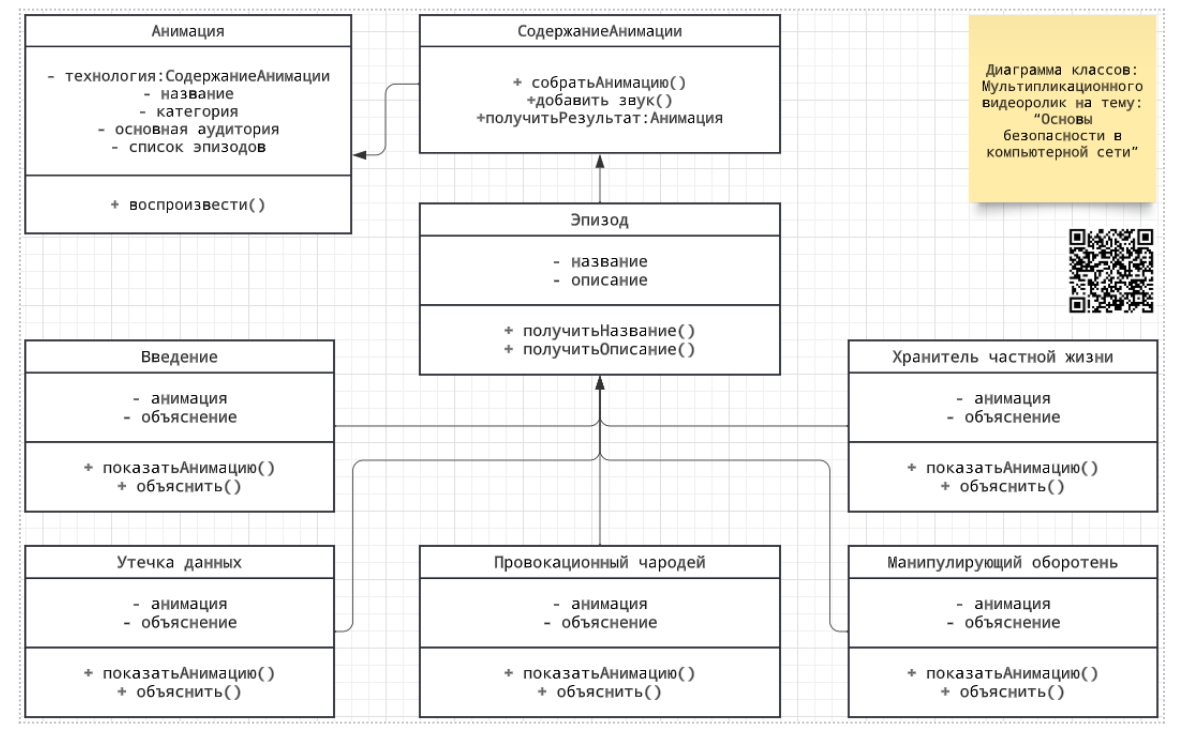 Анимация
- технология:СодержаниеАнимации
- название
- категория
- основная аудитория
- список эпизодов
+ воспроизвести()
СодержаниеАнимации
+ собратьАнимацию()
+добавить звук()
+получитьРезультат:Анимация
Диаграмма классов:
Мультипликационного
видеоролик на тему:
“Основы
безопасности в
компьютерной сети”
Эпизод
- название
- описание
+ получитьНазвание()
+ получитьОписание()
Введение
- анимация
- объяснение
+ показатьАнимацию()
+ объяснить()
Хранитель частной жизни
- анимация
- объяснение
+ показатьАнимацию()
+ объяснить()
Утечка данных
- анимация
- объяснение
+ показатьАнимацию()
+ объяснить()
Провокационный чародей
- анимация
- объяснение
+ показатьАнимацию()
+ объяснить()
Манипулирующий оборотень
- анимация
- объяснение
+ показатьАнимацию()
+ объяснить()